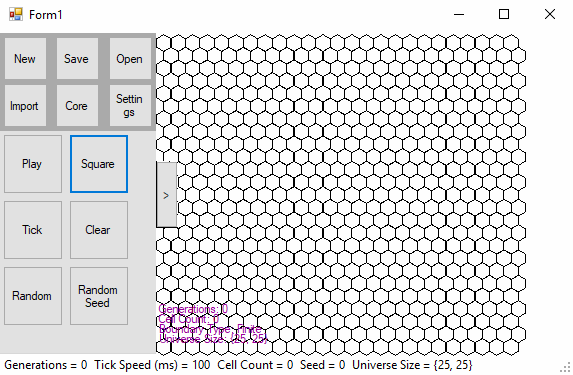 Form1
New Save Open
Import Core Settin
gs
Play Square
>
Tick Clear
Random Random
Seed
Generations: 0
Cell Count: 0
Boundary Type: Finite
Universe Size: {25, 25}
Generations = 0 Tick Speed (ms) = 100 Cell Count = 0 Seed = 0 Universe Size = {25, 25}